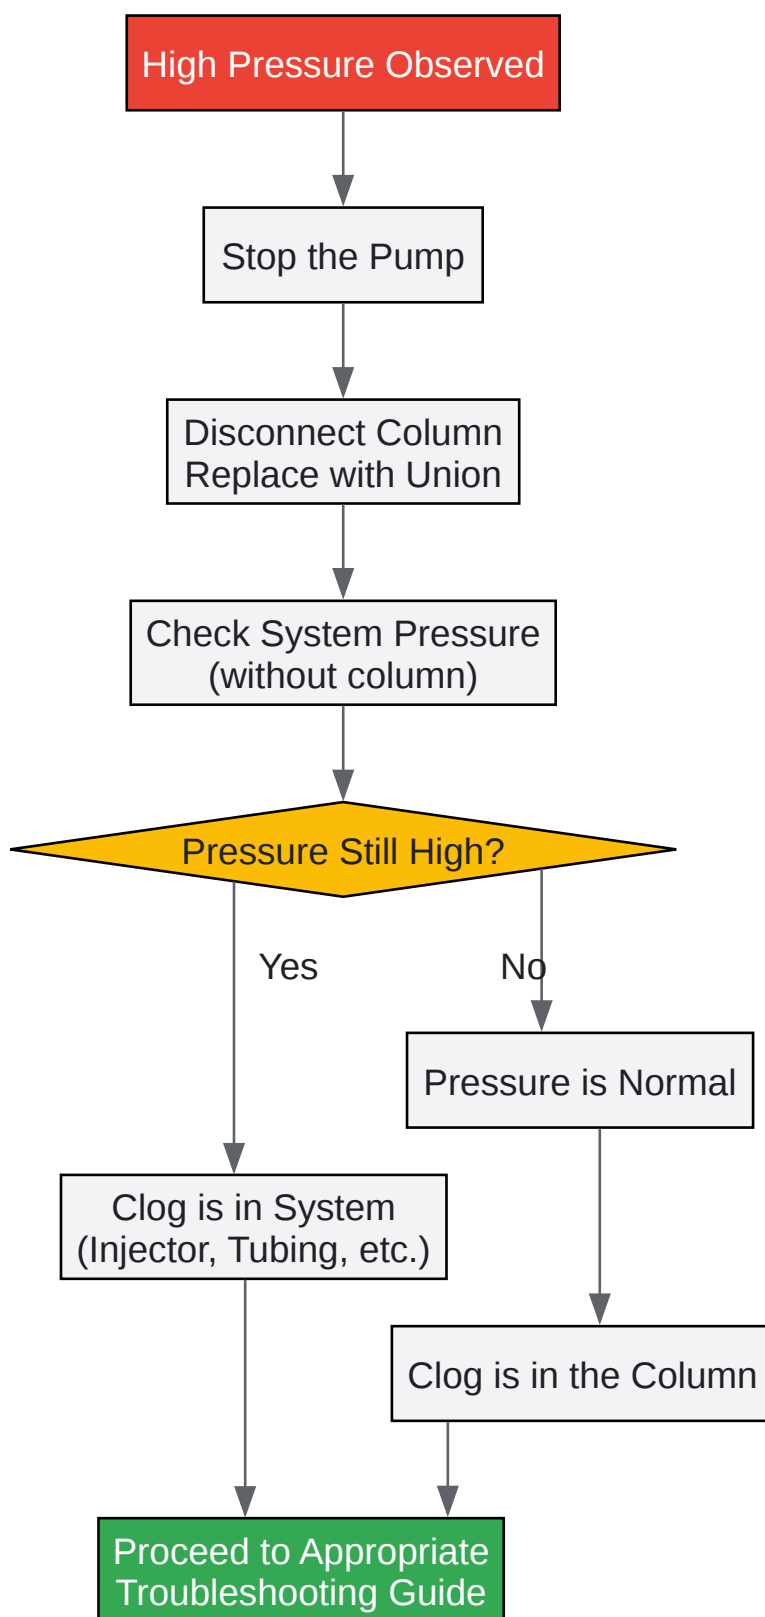 High Pressure Observed
Stop the Pump
Disconnect Column
Replace with Union
Check System Pressure
(without column)
Pressure Still High?
Yes
No
Pressure is Normal
Clog is in System
(Injector, Tubing, etc.)
Clog is in the Column
Proceed to Appropriate
Troubleshooting Guide